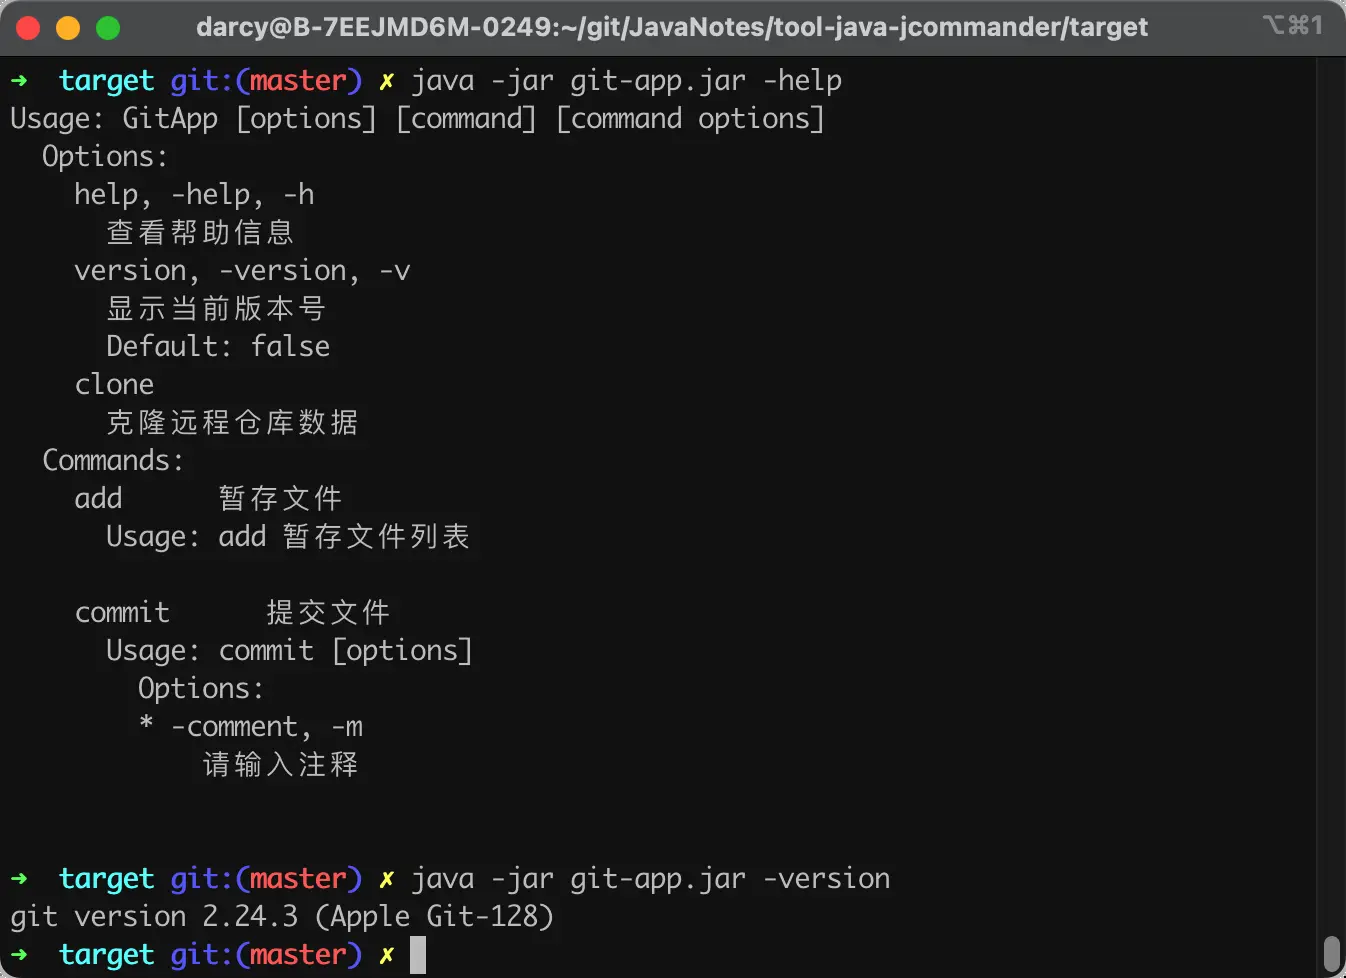 darcy@B-7EEJMD6M-0249:~/git/JavaNotes/tool-java-jcommander/target ⌥⌘1
➜  target git:(master) ✗ java -jar git-app.jar -help
Usage: GitApp [options] [command] [command options]
  Options:
    help, -help, -h
      查看帮助信息
    version, -version, -v
      显示当前版本号
      Default: false
    clone
      克隆远程仓库数据
  Commands:
    add      暂存文件
      Usage: add 暂存文件列表
    commit      提交文件
      Usage: commit [options]
        Options:
        * -comment, -m
            请输入注释
➜  target git:(master) ✗ java -jar git-app.jar -version
git version 2.24.3 (Apple Git-128)
➜  target git:(master) ✗